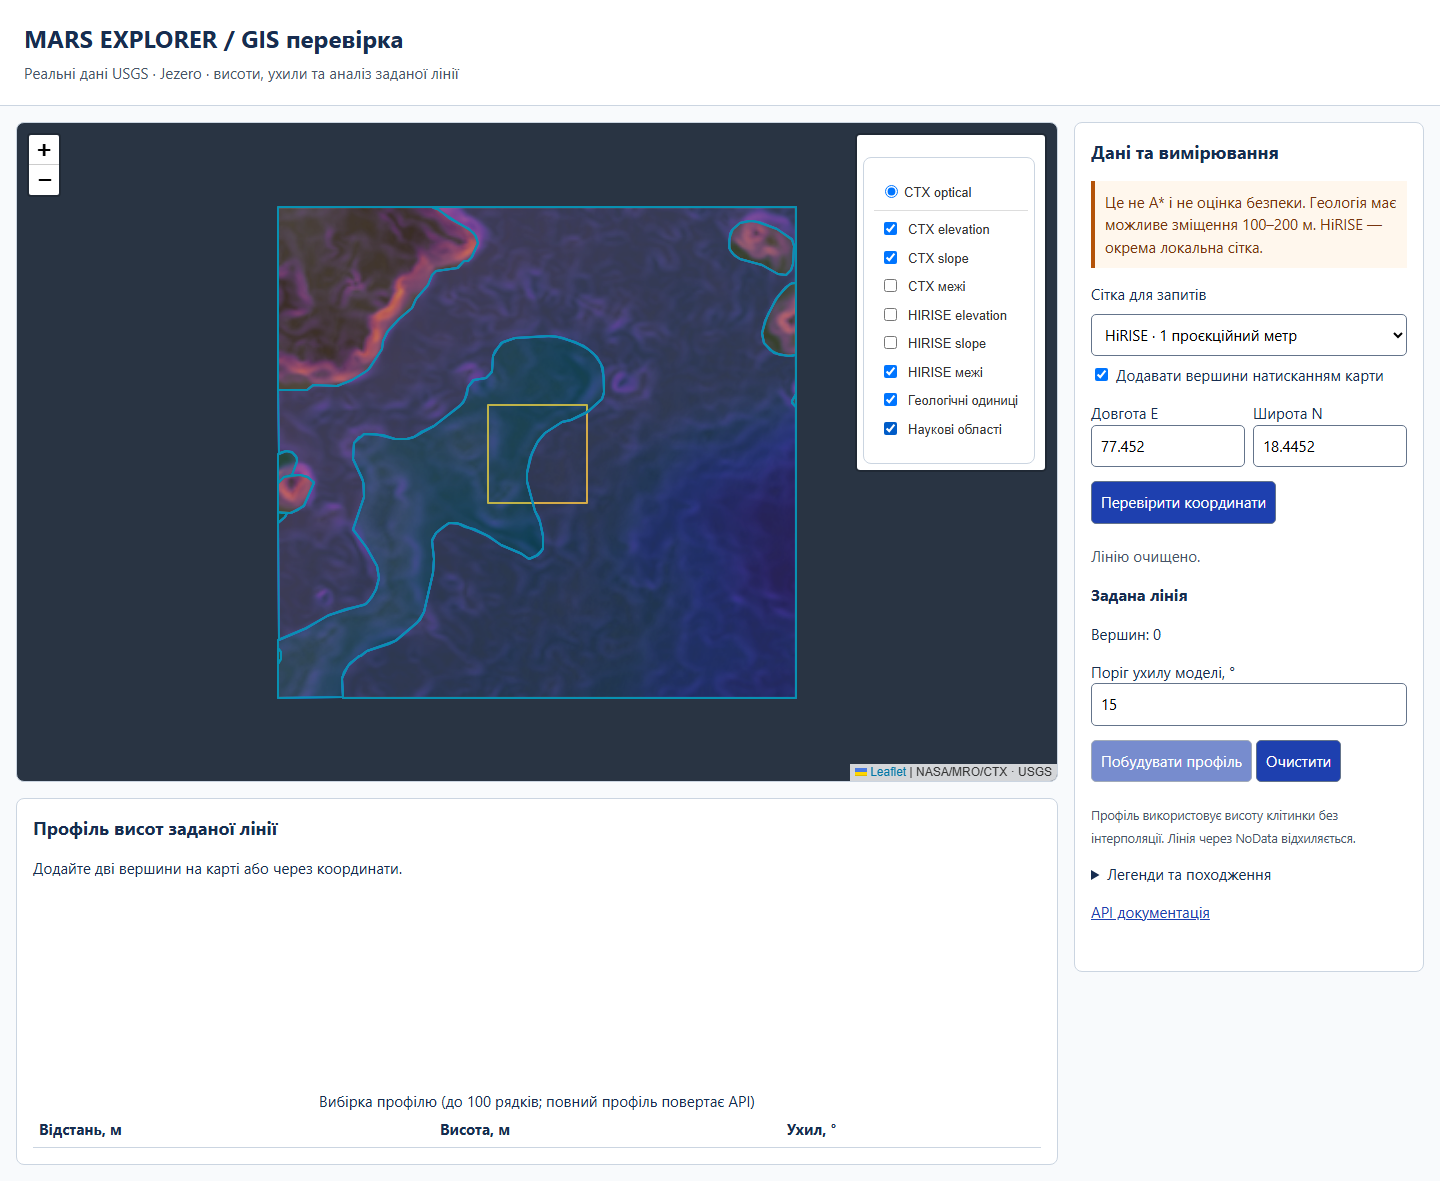 MARS EXPLORER / GIS перевірка
Реальні дані USGS · Jezero · висоти, ухили та аналіз заданої лінії
+
−
CTX optical
CTX elevation
CTX slope
CTX межі
HIRISE elevation
HIRISE slope
HIRISE межі
Геологічні одиниці
Наукові області
Leaflet | NASA/MRO/CTX · USGS
Дані та вимірювання
Це не A* і не оцінка безпеки. Геологія має
можливе зміщення 100–200 м. HiRISE —
окрема локальна сітка.
Сітка для запитів
HiRISE · 1 проєкційний метр
Додавати вершини натисканням карти
Довгота E
Широта N
77.452
18.4452
Перевірити координати
Лінію очищено.
Задана лінія
Вершин: 0
Поріг ухилу моделі, °
15
Побудувати профіль
Очистити
Профіль використовує висоту клітинки без
інтерполяції. Лінія через NoData відхиляється.
Легенди та походження
API документація
Профіль висот заданої лінії
Додайте дві вершини на карті або через координати.
Вибірка профілю (до 100 рядків; повний профіль повертає API)
Відстань, м
Висота, м
Ухил, °